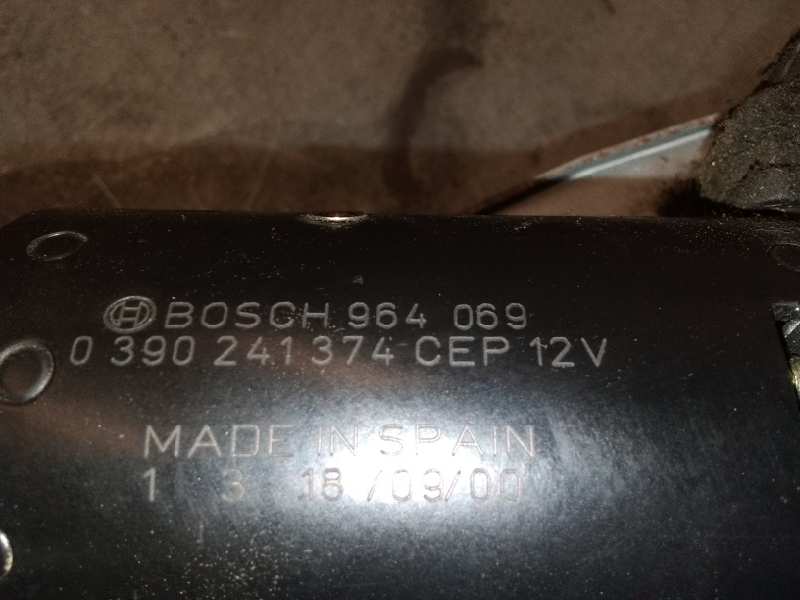 BOSCH 964 069
0 390 241 374 CEP 12V
MADE IN SPAIN
1 3 18/09/00